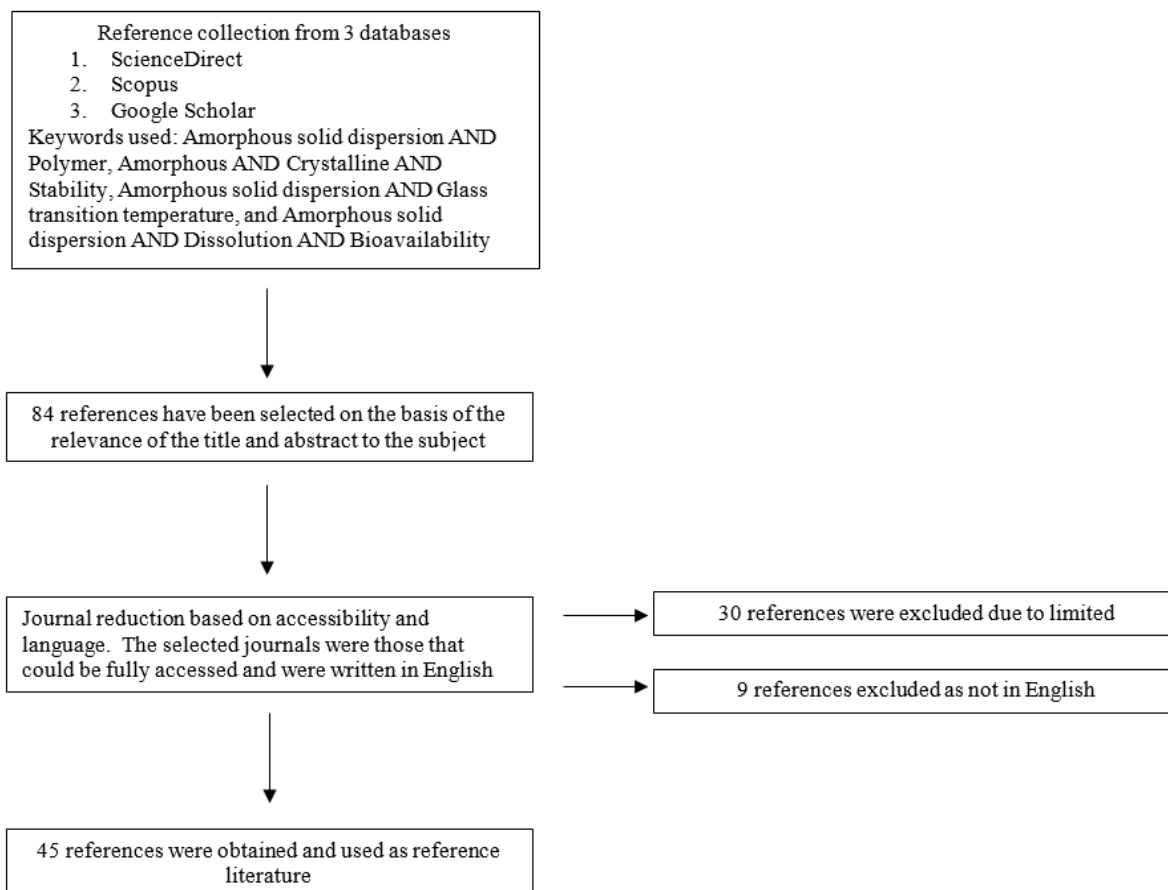 Reference collection from 3 databases
1. ScienceDirect
2. Scopus
3. Google Scholar
Keywords used: Amorphous solid dispersion AND
Polymer, Amorphous AND Crystalline AND
Stability, Amorphous solid dispersion AND Glass
transition temperature, and Amorphous solid
dispersion AND Dissolution AND Bioavailability
84 references have been selected on the basis of the
relevance of the title and abstract to the subject
Journal reduction based on accessibility and
language. The selected journals were those that
could be fully accessed and were written in English
30 references were excluded due to limited
9 references excluded as not in English
45 references were obtained and used as reference
literature